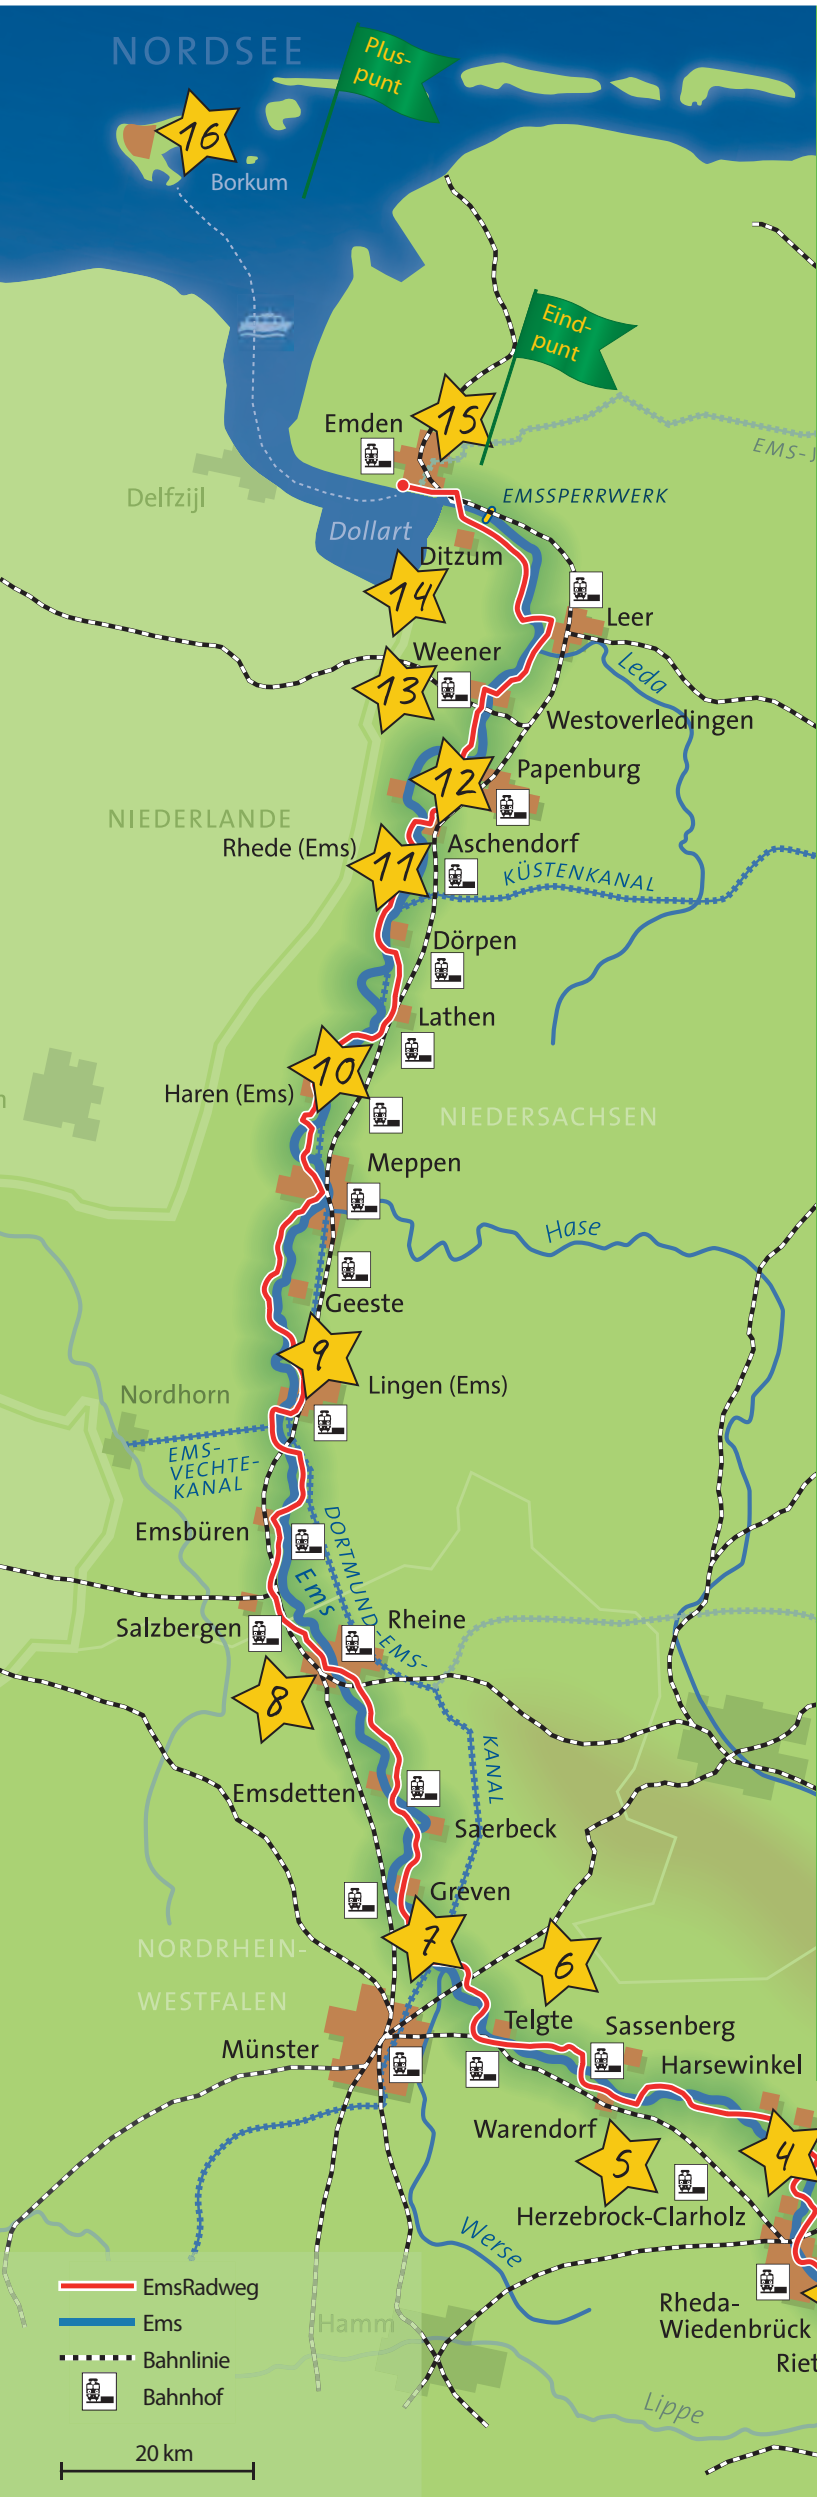 NORDSEE
Plus-
punt
16
Borkum
Eind-
punt
15
Emden
EMS-J
Delfzijl
EMSSPERRWERK
Dollart
Ditzum
14
Leer
Weener
Leda
13
Westoverledingen
12
Papenburg
NIEDERLANDE
Rhede (Ems)
Aschendorf
11
KÜSTENKANAL
Dörpen
Lathen
10
Haren (Ems)
NIEDERSACHSEN
Meppen
Hase
Geeste
9
Lingen (Ems)
Nordhorn
EMS-
VECHTE-
KANAL
Emsbüren
DORTMUND-EMS-
Ems
Salzbergen
Rheine
8
KANAL
Emsdetten
Saerbeck
Greven
7
6
NORDRHEIN-
WESTFALEN
Telgte
Sassenberg
Münster
Harsewinkel
Warendorf
4
5
Herzebrock-Clarholz
Werse
EmsRadweg
Ems
Rheda-
Wiedenbrück
Hamm
Bahnlinie
Riet
Bahnhof
Lippe
20 km